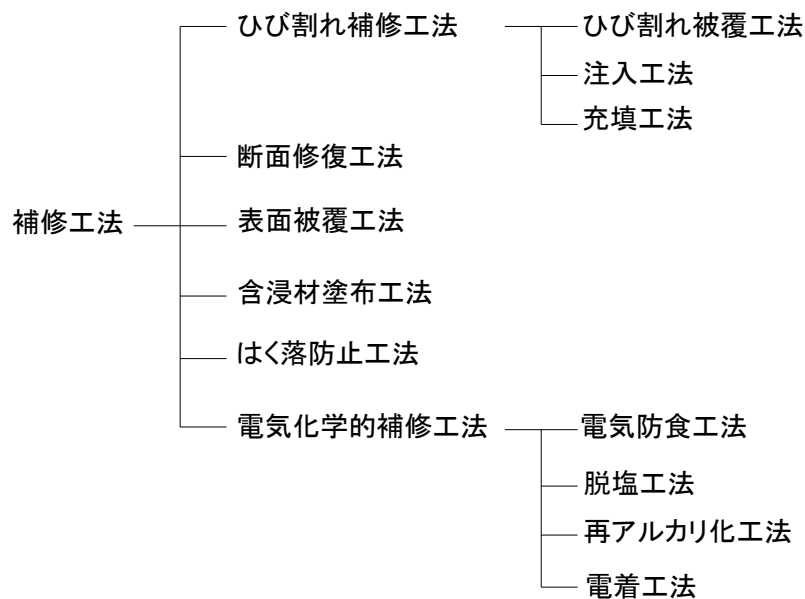 ひび割れ補修工法
ひび割れ被覆工法
注入工法
充填工法
断面修復工法
補修工法
表面被覆工法
含浸材塗布工法
はく落防止工法
電気化学的補修工法
電気防食工法
脱塩工法
再アルカリ化工法
電着工法